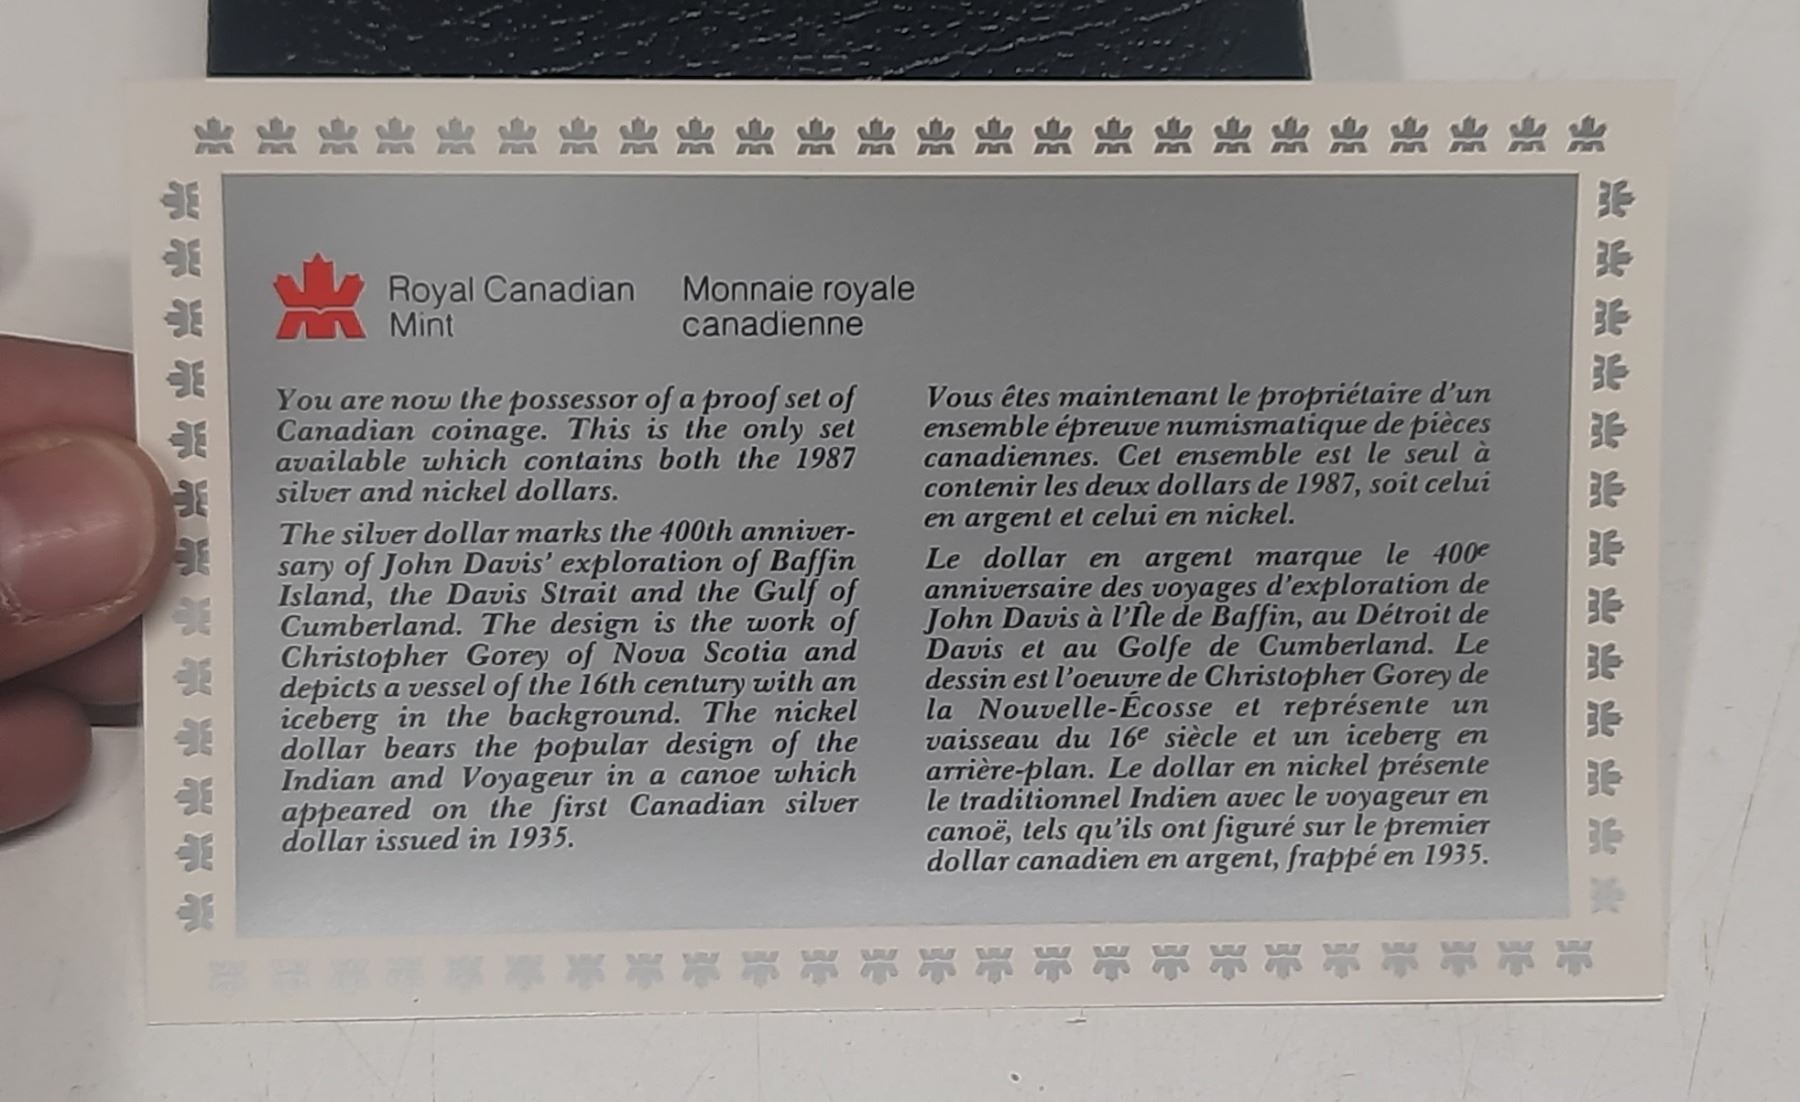 Royal Canadian
Mint
Monnaie royale
canadienne
You are now the possessor of a proof set of
Canadian coinage. This is the only set
available which contains both the 1987
silver and nickel dollars.
The silver dollar marks the 400th anniver-
sary of John Davis' exploration of Baffin
Island, the Davis Strait and the Gulf of
Cumberland. The design is the work of
Christopher Gorey of Nova Scotia and
depicts a vessel of the 16th century with an
iceberg in the background. The nickel
dollar bears the popular design of the
Indian and Voyageur in a canoe which
appeared on the first Canadian silver
dollar issued in 1935.
Vous êtes maintenant le propriétaire d'un
ensemble épreuve numismatique de pièces
canadiennes. Cet ensemble est le seul à
contenir les deux dollars de 1987, soit celui
en argent et celui en nickel.
Le dollar en argent marque le 400e
anniversaire des voyages d'exploration de
John Davis à l'Île de Baffin, au Détroit de
Davis et au Golfe de Cumberland. Le
dessin est l'oeuvre de Christopher Gorey de
la Nouvelle-Écosse et représente un
vaisseau du 16e siècle et un iceberg en
arrière-plan. Le dollar en nickel présente
le traditionnel Indien avec le voyageur en
canoë, tels qu'ils ont figuré sur le premier
dollar canadien en argent, frappé en 1935.